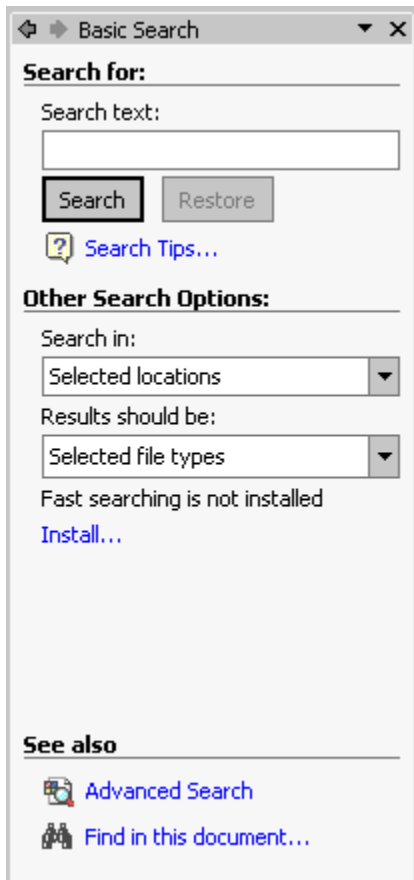 Basic Search
Search for:
Search text:
Search Restore
Search Tips...
Other Search Options:
Search in:
Selected locations
Results should be:
Selected file types
Fast searching is not installed
Install...
See also
Advanced Search
Find in this document...